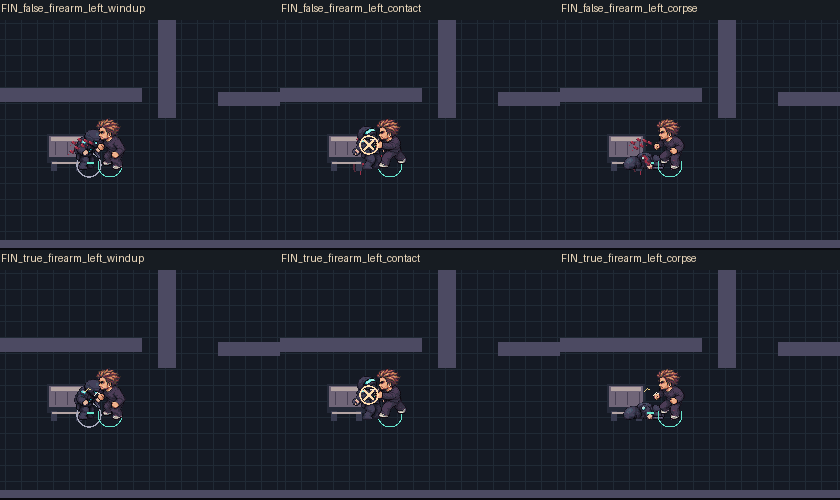 FIN_false_firearm_left_windup
FIN_false_firearm_left_contact
FIN_false_firearm_left_corpse
FIN_true_firearm_left_windup
FIN_true_firearm_left_contact
FIN_true_firearm_left_corpse